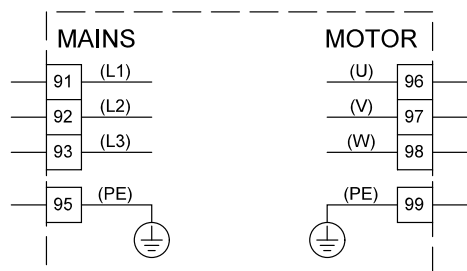 MAINS MOTOR
91 (L1) (U) 96
92 (L2) (V) 97
93 (L3) (W) 98
95 (PE) (PE) 99